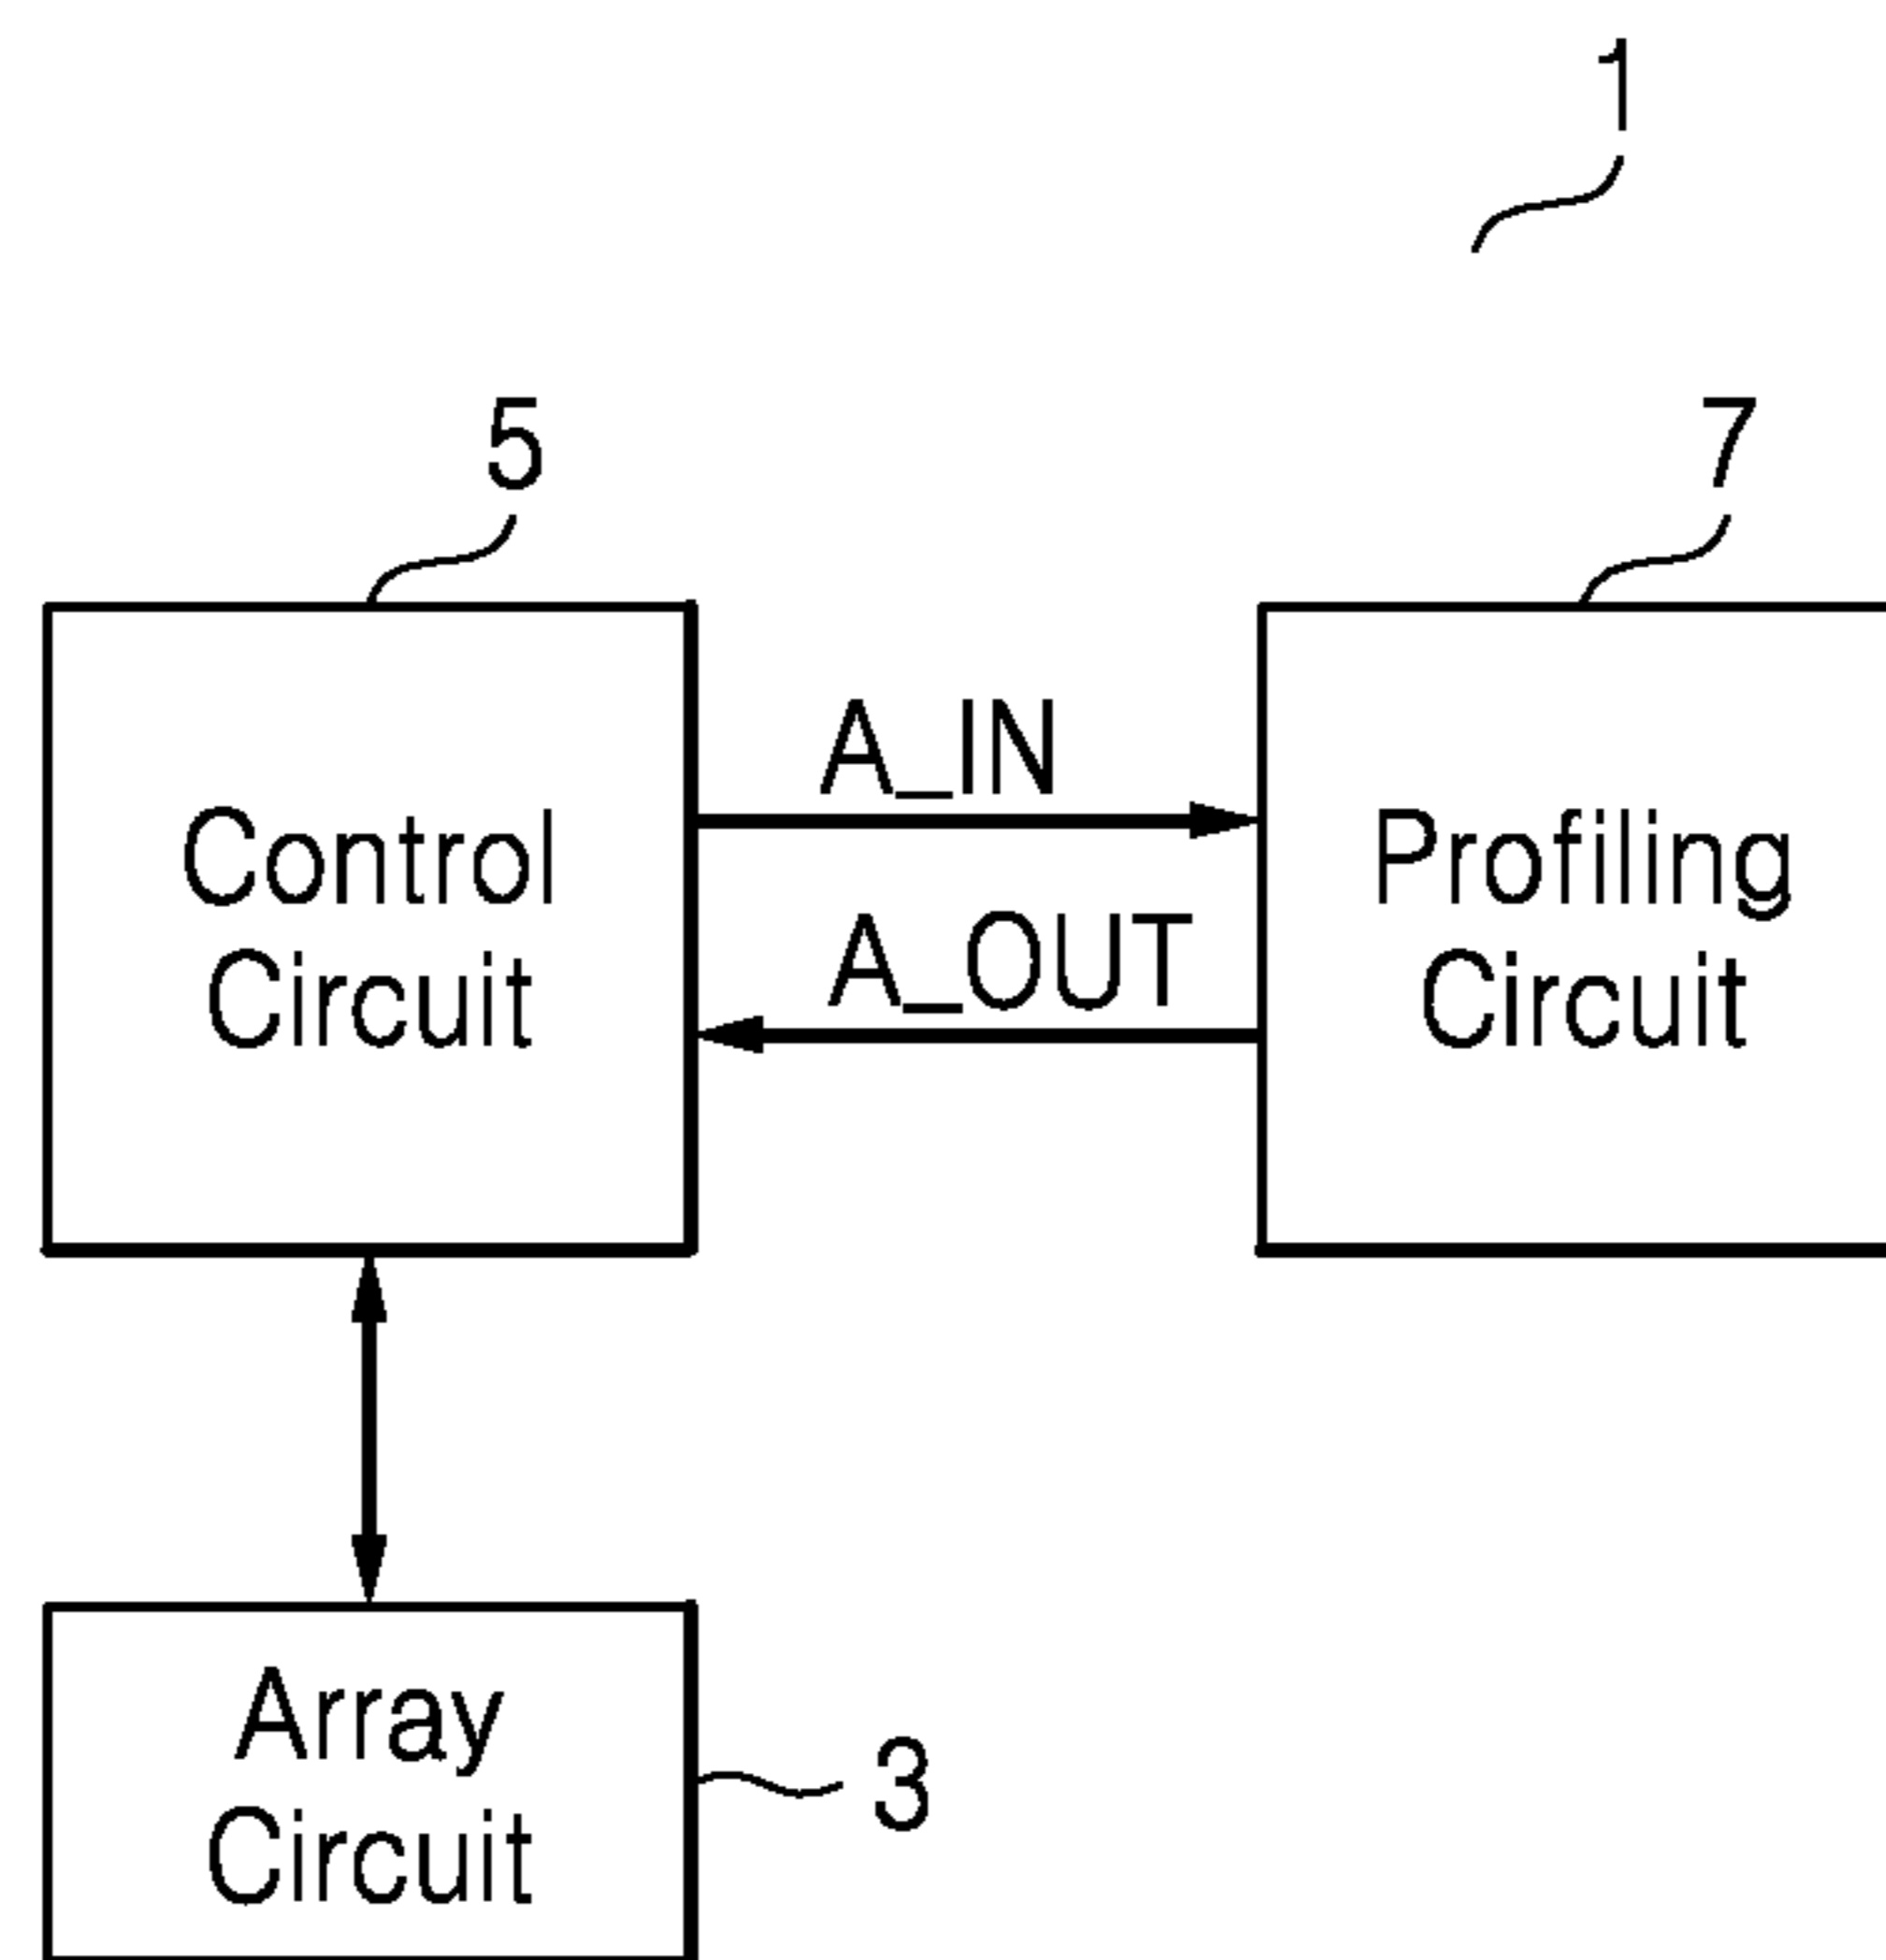 1
5
7
A_IN
Control
Circuit
Profiling
Circuit
A_OUT
Array
Circuit
3